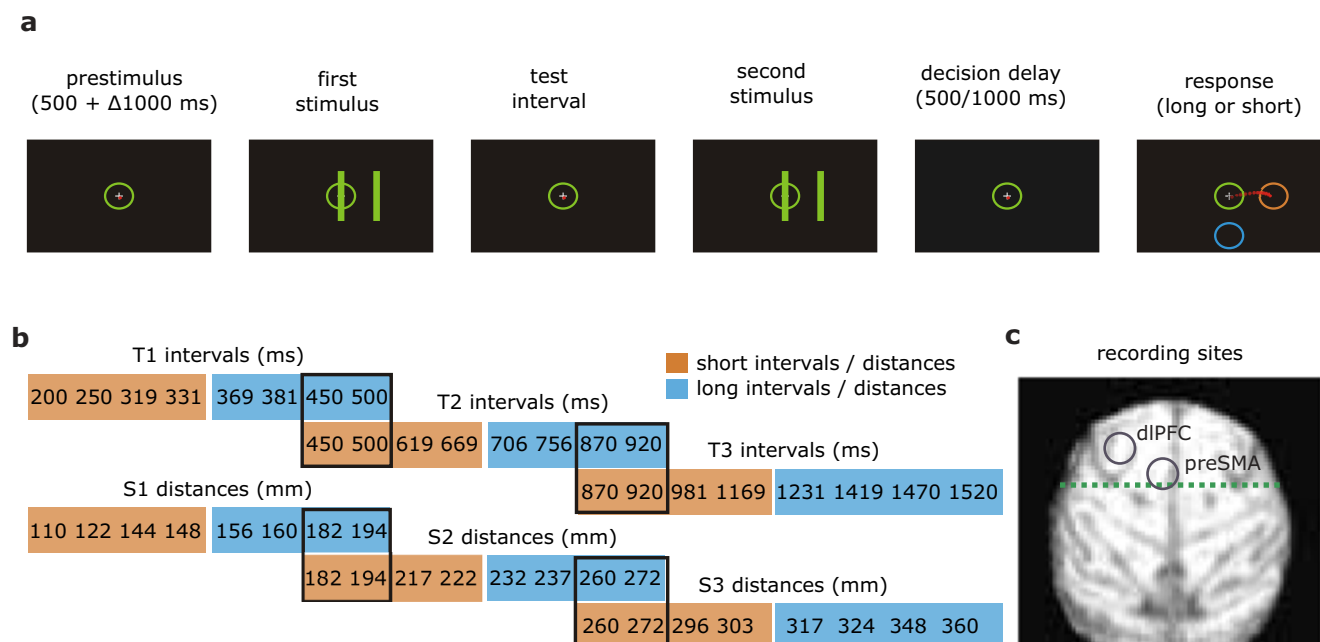 a
prestimulus
(500 + Δ1000 ms)
first
stimulus
test
interval
second
stimulus
decision delay
(500/1000 ms)
response
(long or short)
b
T1 intervals (ms)
200 250 319 331 369 381 450 500
T2 intervals (ms)
450 500 619 669 706 756 870 920
T3 intervals (ms)
870 920 981 1169 1231 1419 1470 1520
short intervals / distances
long intervals / distances
S1 distances (mm)
110 122 144 148 156 160 182 194
S2 distances (mm)
182 194 217 222 232 237 260 272
S3 distances (mm)
260 272 296 303 317 324 348 360
c
recording sites
dlPFC
preSMA